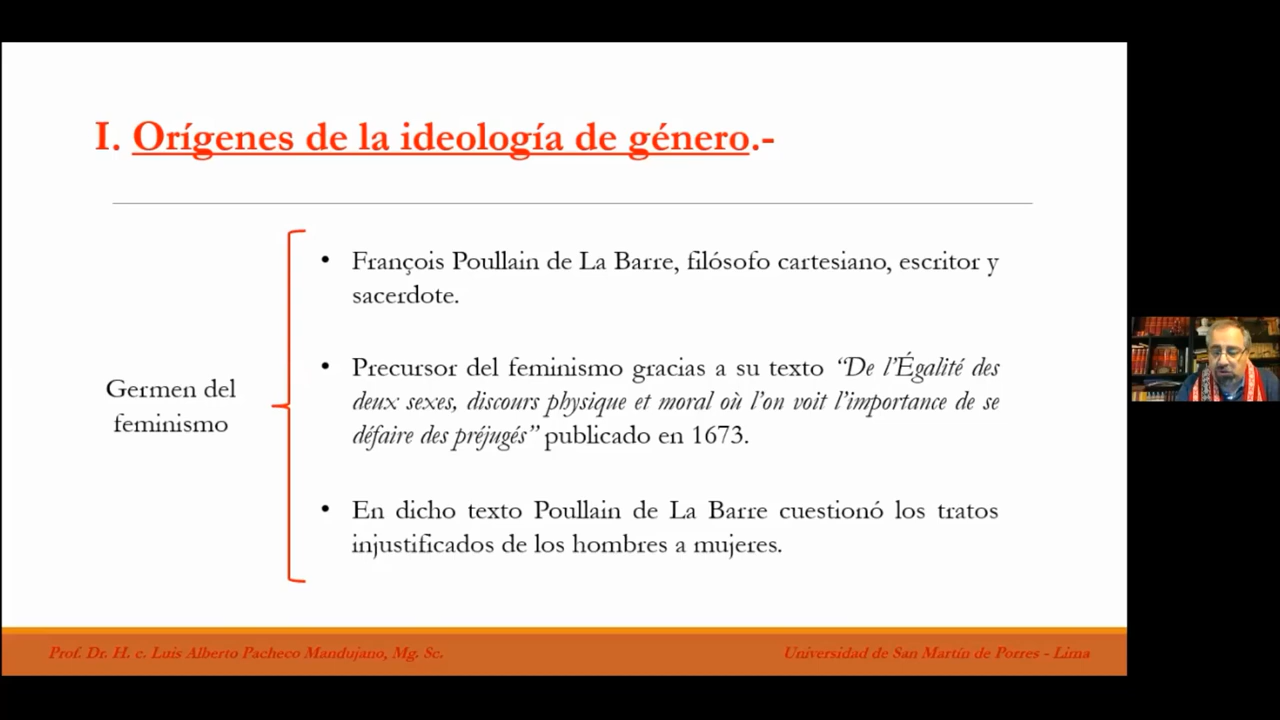 I. Orígenes de la ideología de género.-
Germen del
feminismo
• François Poullain de La Barre, filósofo cartesiano, escritor y
sacerdote.
• Precursor del feminismo gracias a su texto “De l’Égalité des
deux sexes, discours physique et moral où l’on voit l’importance de se
défaire des préjugés” publicado en 1673.
• En dicho texto Poullain de La Barre cuestionó los tratos
injustificados de los hombres a mujeres.
Prof. Dr. H. c. Luis Alberto Pacheco Mandujano, Mg. Sc.
Universidad de San Martín de Porres - Lima